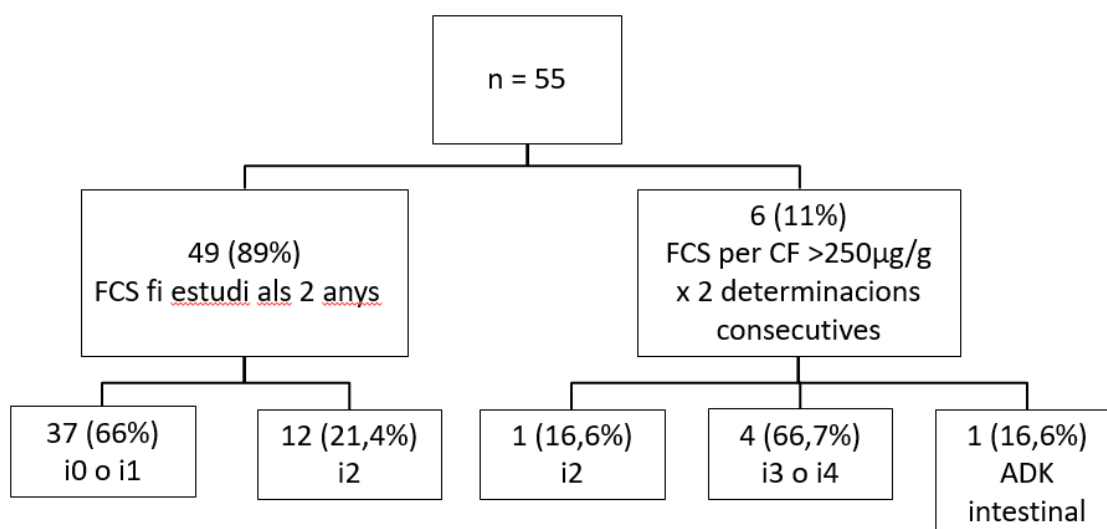 n = 55
49 (89%)
FCS fi estudi als 2 anys
6 (11%)
FCS per CF >250µg/g
x 2 determinacions
consecutives
37 (66%)
i0 o i1
12 (21,4%)
i2
1 (16,6%)
i2
4 (66,7%)
i3 o i4
1 (16,6%)
ADK
intestinal